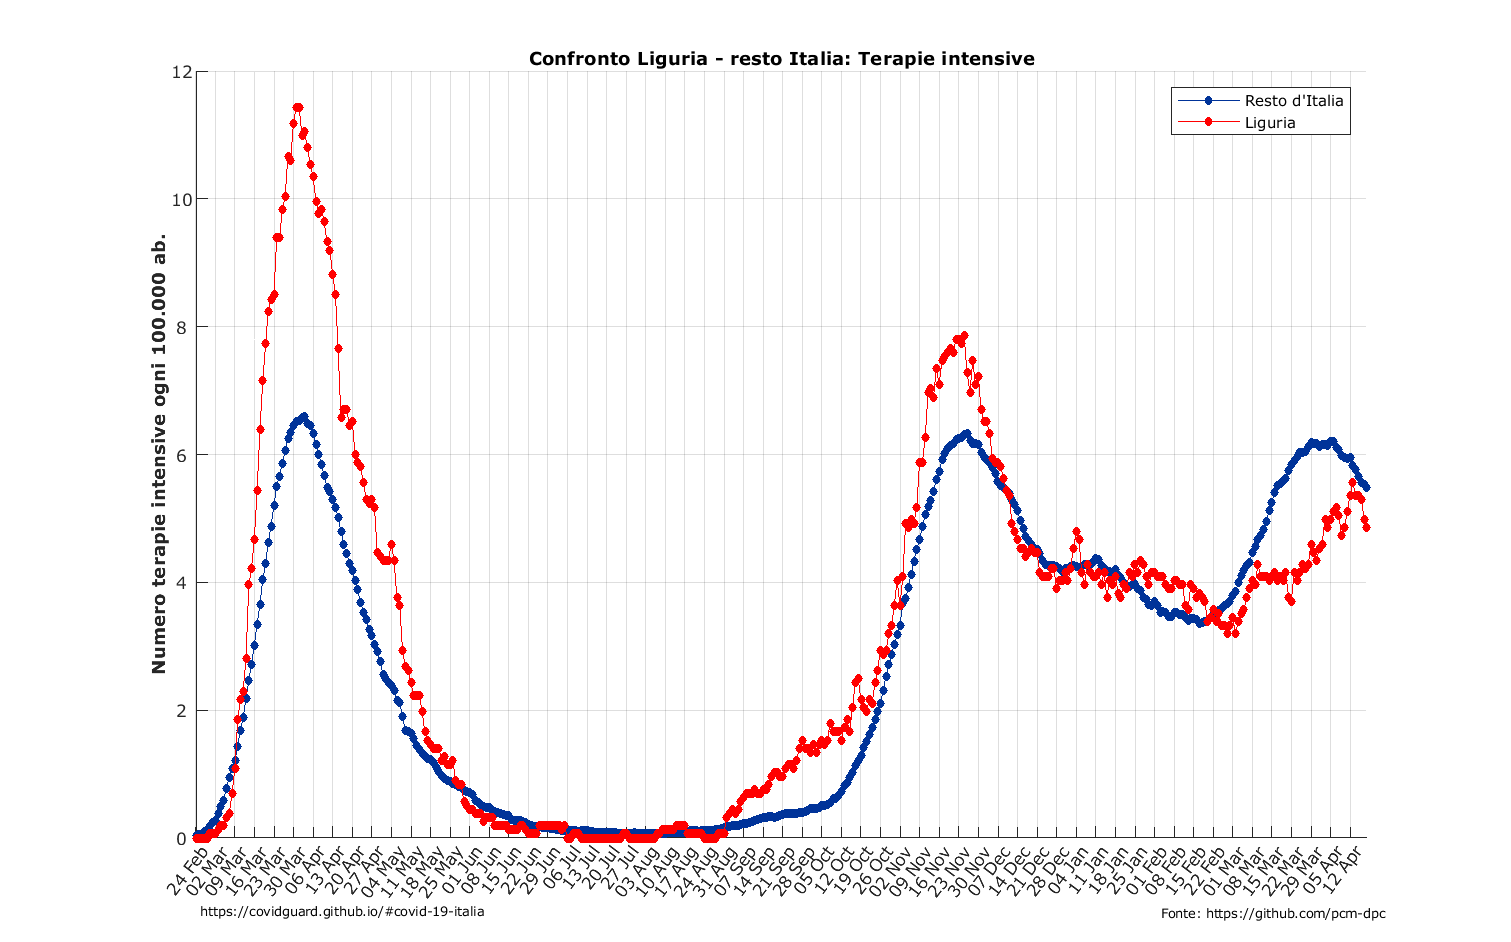 Confronto Liguria - resto Italia: Terapie intensive
Resto d'Italia
Liguria
Numero terapie intensive ogni 100.000 ab.
12
10
8
6
4
2
0
24 Feb
02 Mar
09 Mar
16 Mar
23 Mar
30 Mar
06 Apr
13 Apr
20 Apr
27 Apr
04 May
11 May
18 May
25 May
01 Jun
08 Jun
15 Jun
22 Jun
29 Jun
06 Jul
13 Jul
20 Jul
27 Jul
03 Aug
10 Aug
17 Aug
24 Aug
31 Aug
07 Sep
14 Sep
21 Sep
28 Sep
05 Oct
12 Oct
19 Oct
26 Oct
02 Nov
09 Nov
16 Nov
23 Nov
30 Nov
07 Dec
14 Dec
21 Dec
28 Dec
04 Jan
11 Jan
18 Jan
25 Jan
01 Feb
08 Feb
15 Feb
22 Feb
01 Mar
08 Mar
15 Mar
22 Mar
29 Mar
05 Apr
12 Apr
https://covidguard.github.io/#covid-19-italia
Fonte: https://github.com/pcm-dpc